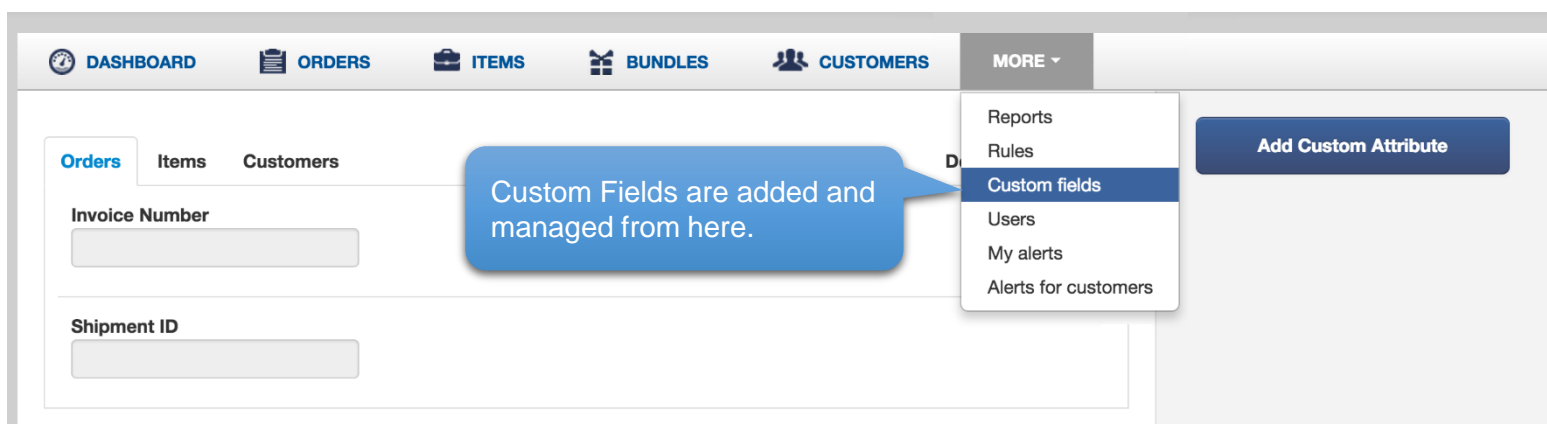 DASHBOARD ORDERS ITEMS BUNDLES CUSTOMERS MORE
Reports
Rules
Custom fields
Users
My alerts
Alerts for customers
Add Custom Attribute
Orders Items Customers
Custom Fields are added and
managed from here.
Invoice Number
Shipment ID